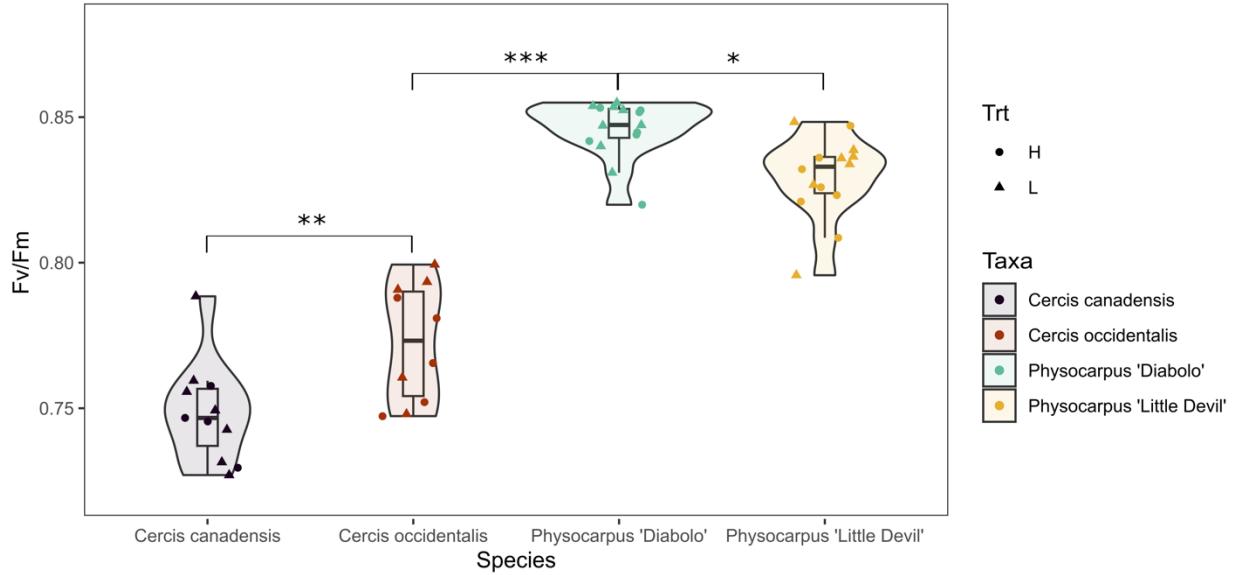 ***
*
0.85
**
0.80
0.75
Fv/Fm
Cercis canadensis
Cercis occidentalis
Physocarpus 'Diabolo'
Physocarpus 'Little Devil'
Species
Trt
H
L
Taxa
Cercis canadensis
Cercis occidentalis
Physocarpus 'Diabolo'
Physocarpus 'Little Devil'